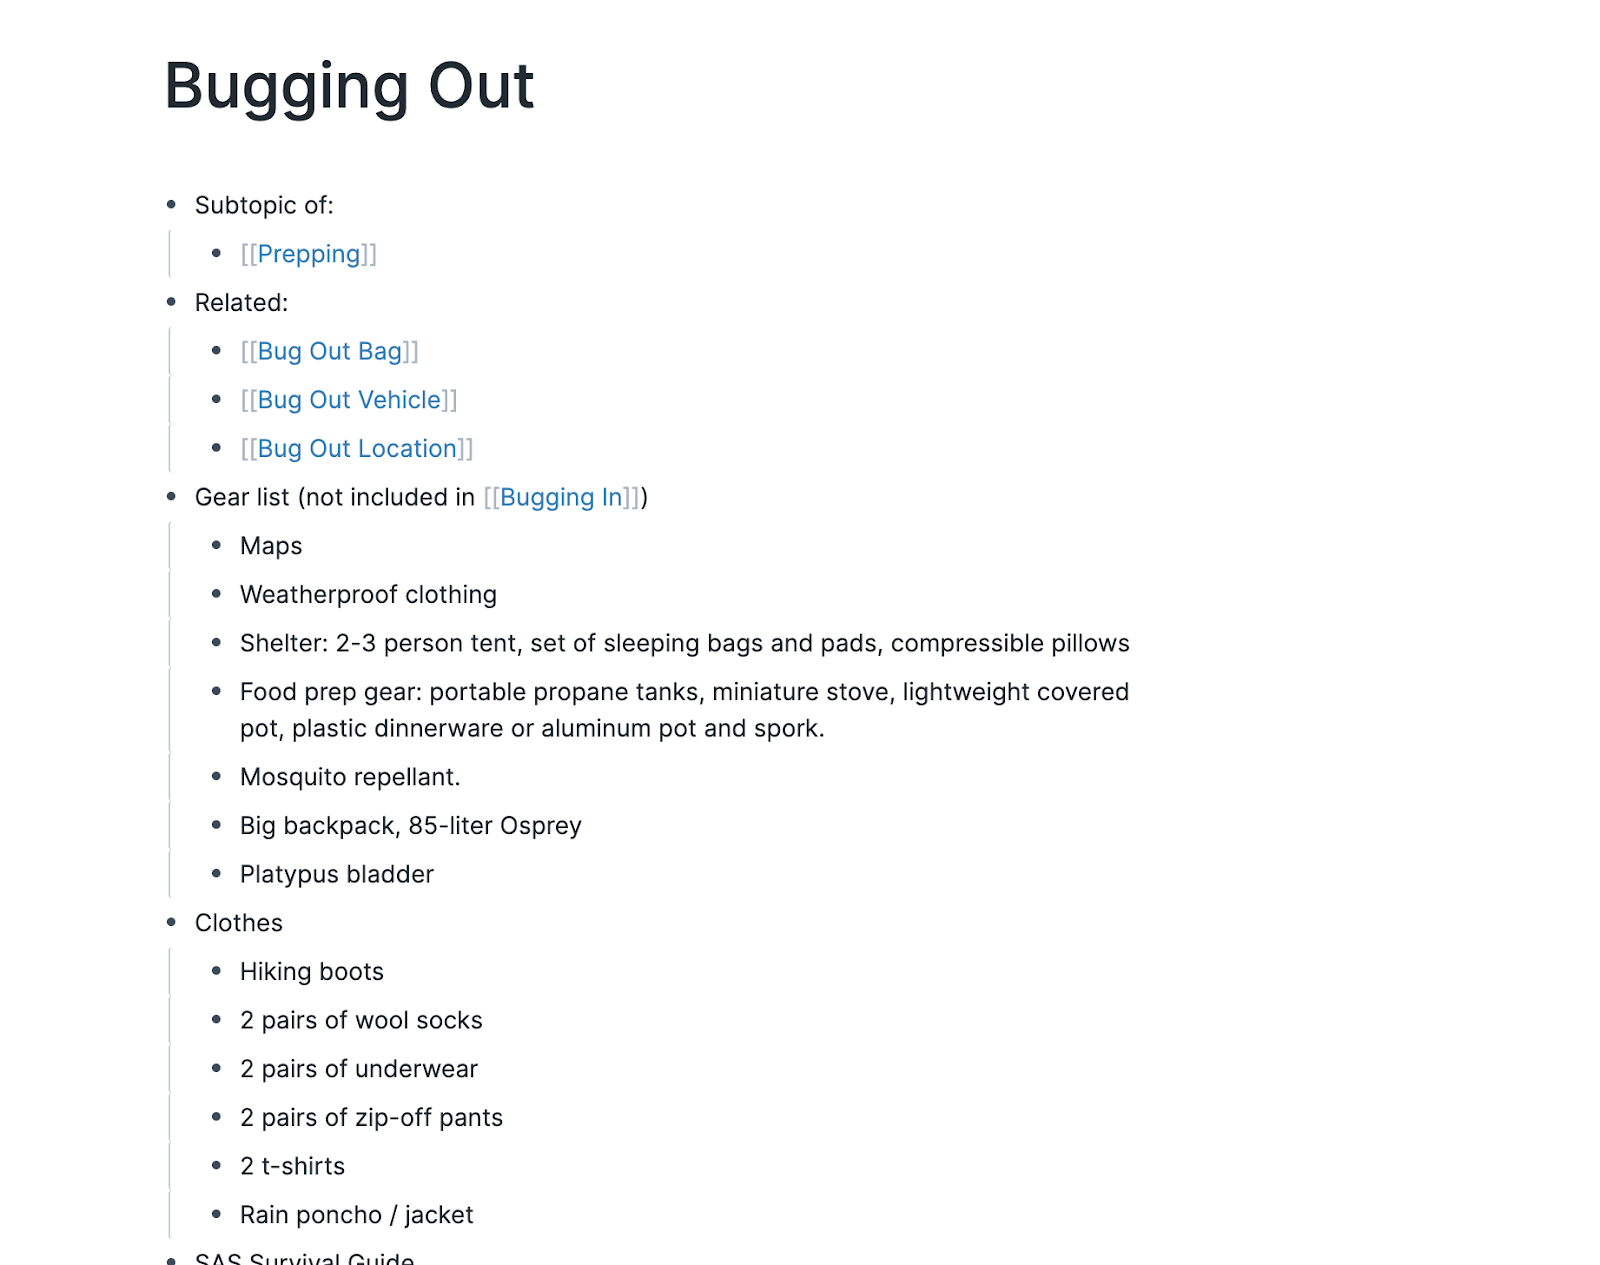 Bugging Out
Subtopic of:
[[Prepping]]
Related:
[[Bug Out Bag]]
[[Bug Out Vehicle]]
[[Bug Out Location]]
Gear list (not included in [[Bugging In]])
Maps
Weatherproof clothing
Shelter: 2-3 person tent, set of sleeping bags and pads, compressible pillows
Food prep gear: portable propane tanks, miniature stove, lightweight covered
pot, plastic dinnerware or aluminum pot and spork.
Mosquito repellant.
Big backpack, 85-liter Osprey
Platypus bladder
Clothes
Hiking boots
2 pairs of wool socks
2 pairs of underwear
2 pairs of zip-off pants
2 t-shirts
Rain poncho / jacket
SAS Survival Guide